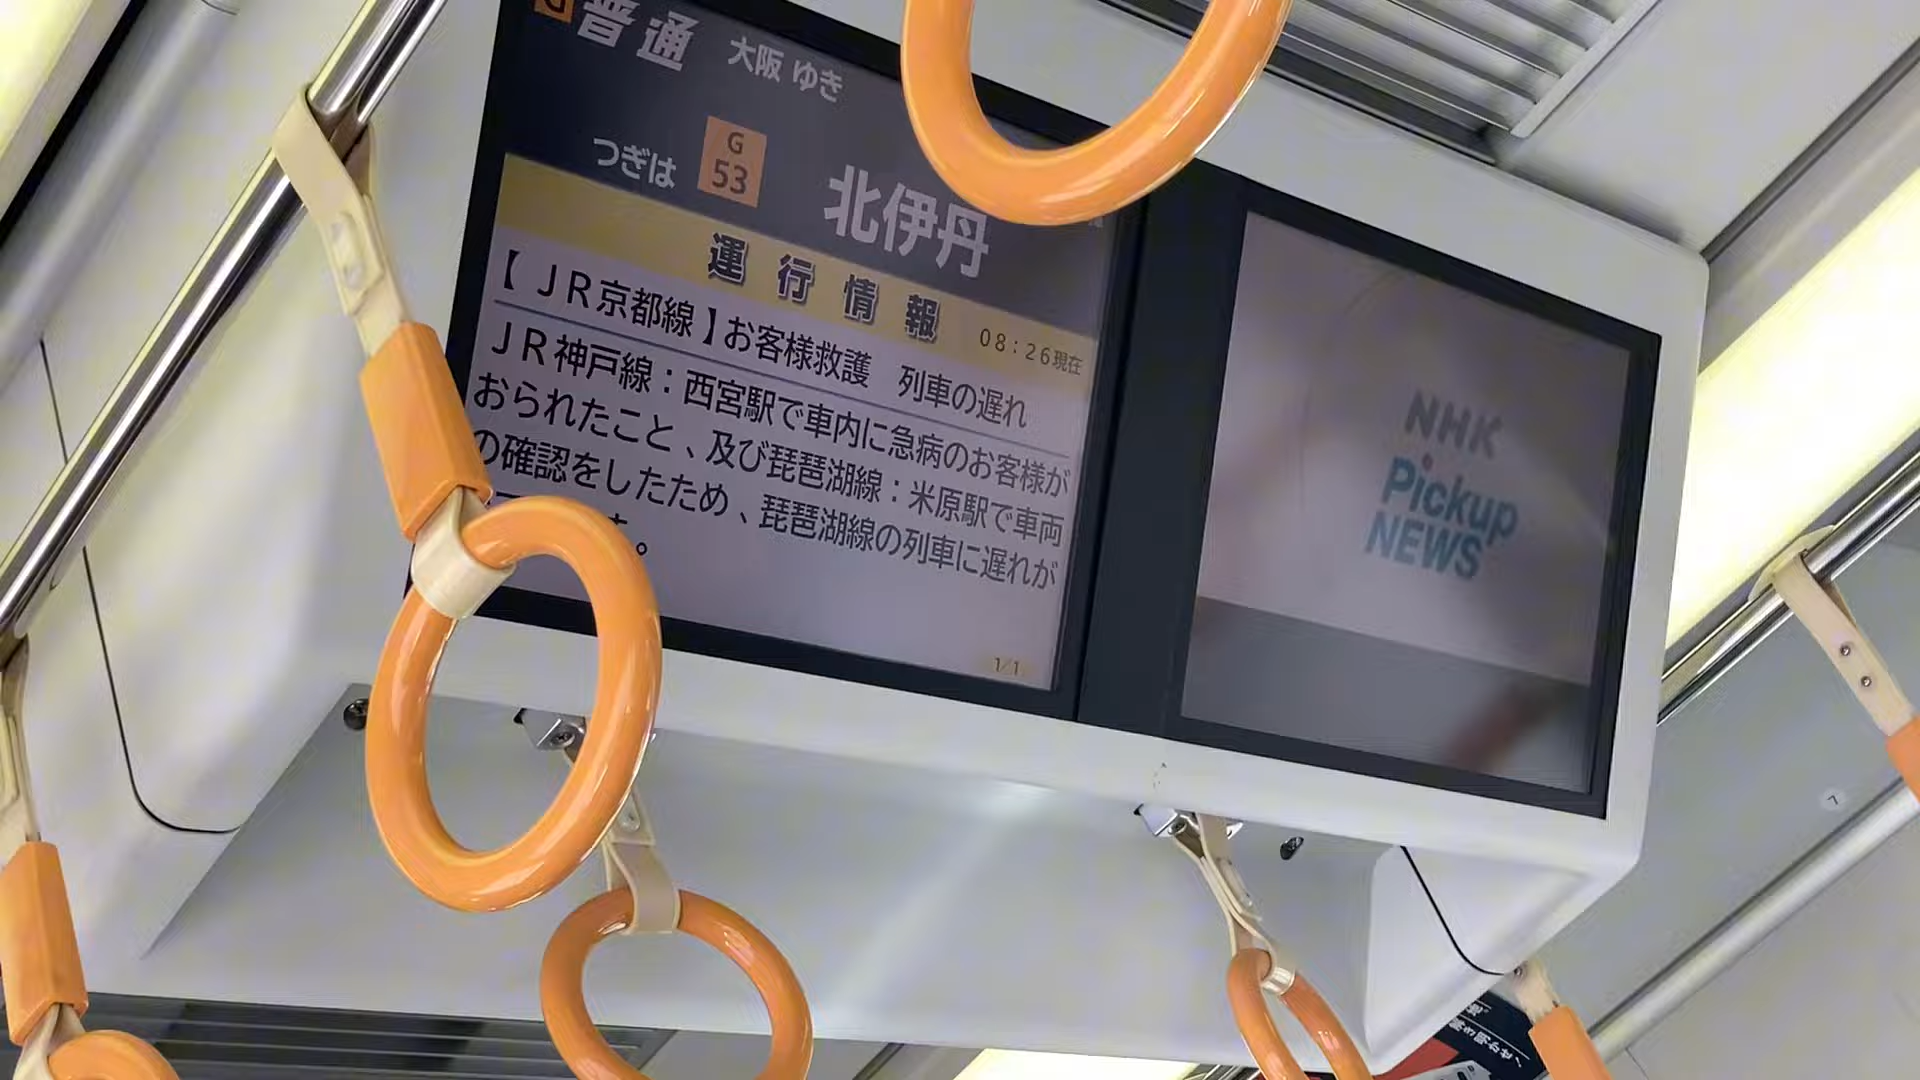 G 普通 大阪 ゆき
つぎは G 53 北伊丹
運行情報 08:26現在
【ＪＲ京都線】お客様救護 列車の遅れ
ＪＲ神戸線：西宮駅で車内に急病のお客様が
おられたこと、及び琵琶湖線：米原駅で車両
の確認をしたため、琵琶湖線の列車に遅れが
す。
1/1
NHK
Pickup
NEWS
7